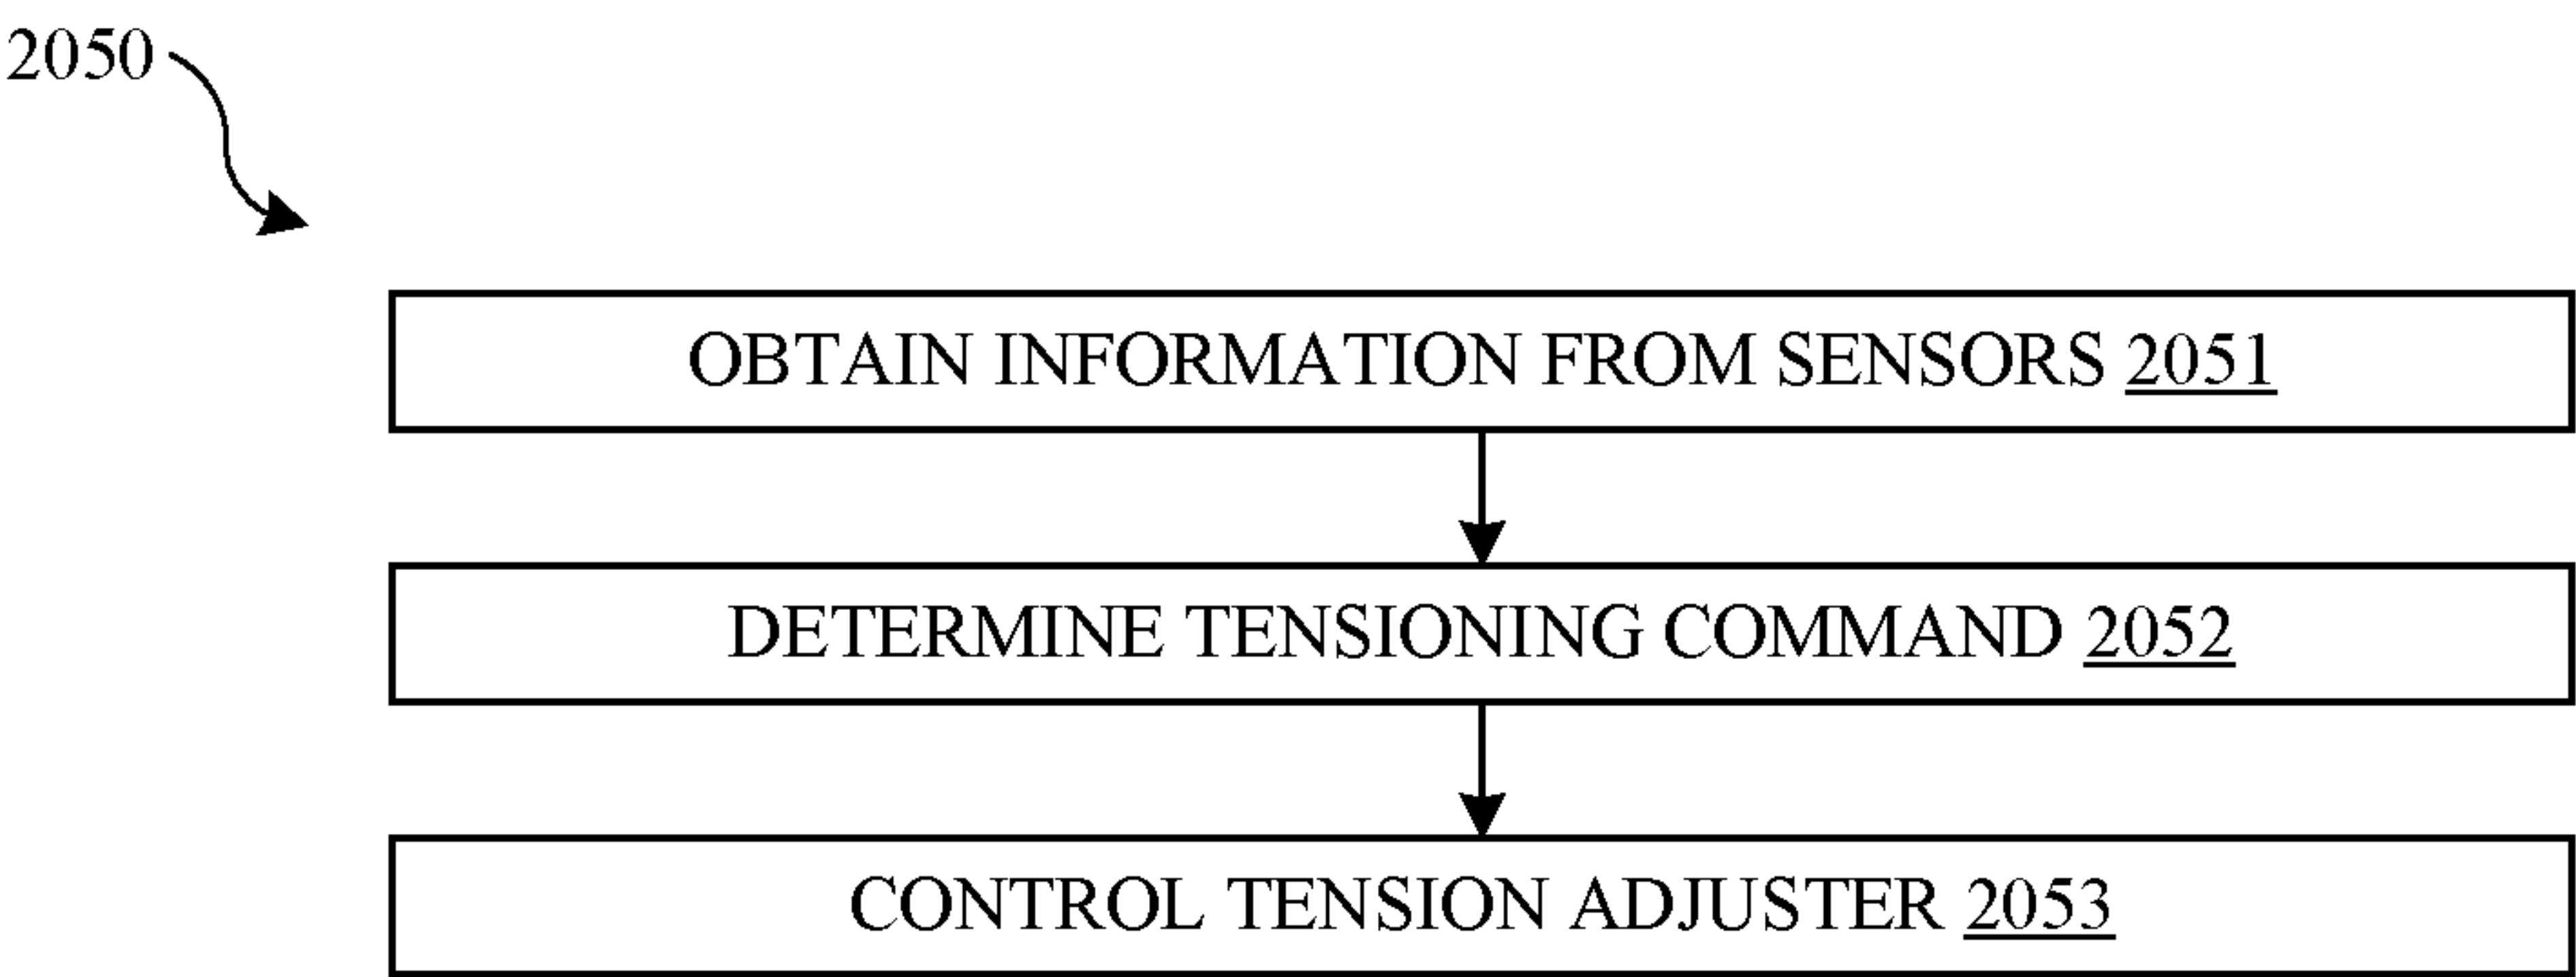 2050
OBTAIN INFORMATION FROM SENSORS 2051
DETERMINE TENSIONING COMMAND 2052
CONTROL TENSION ADJUSTER 2053